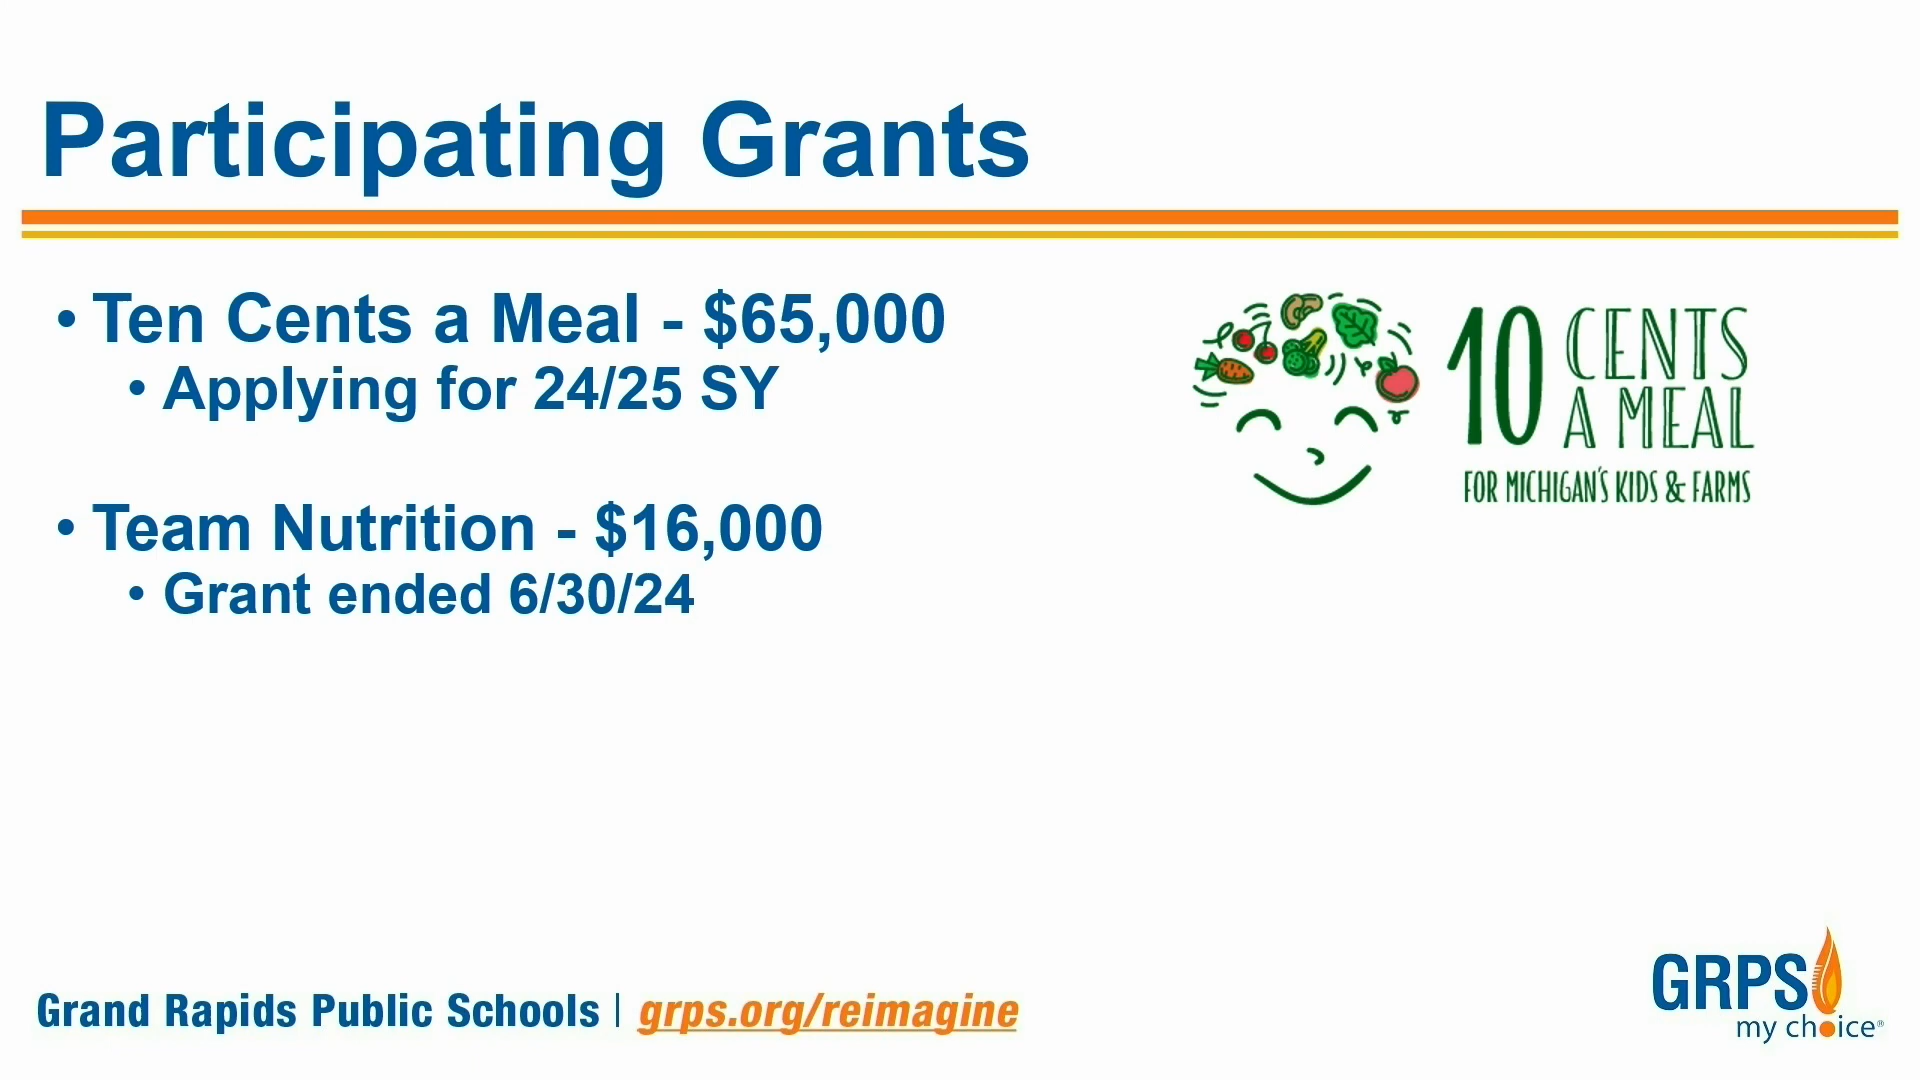 Participating Grants
• Ten Cents a Meal - $65,000
• Applying for 24/25 SY
• Team Nutrition - $16,000
• Grant ended 6/30/24
10 CENTS
A MEAL
FOR MICHIGAN'S KIDS & FARMS
Grand Rapids Public Schools | grps.org/reimagine
GRPS
my choice®